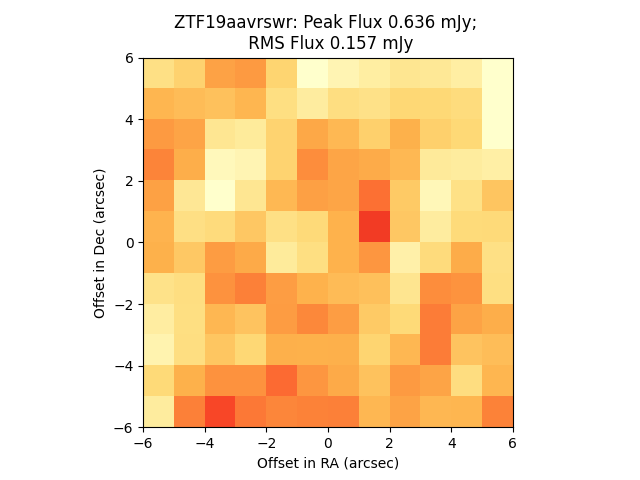 ZTF19aavrswr: Peak Flux 0.636 mJy;
RMS Flux 0.157 mJy
6
4
2
0
−2
−4
−6
Offset in Dec (arcsec)
−6 −4 −2 0 2 4 6
Offset in RA (arcsec)